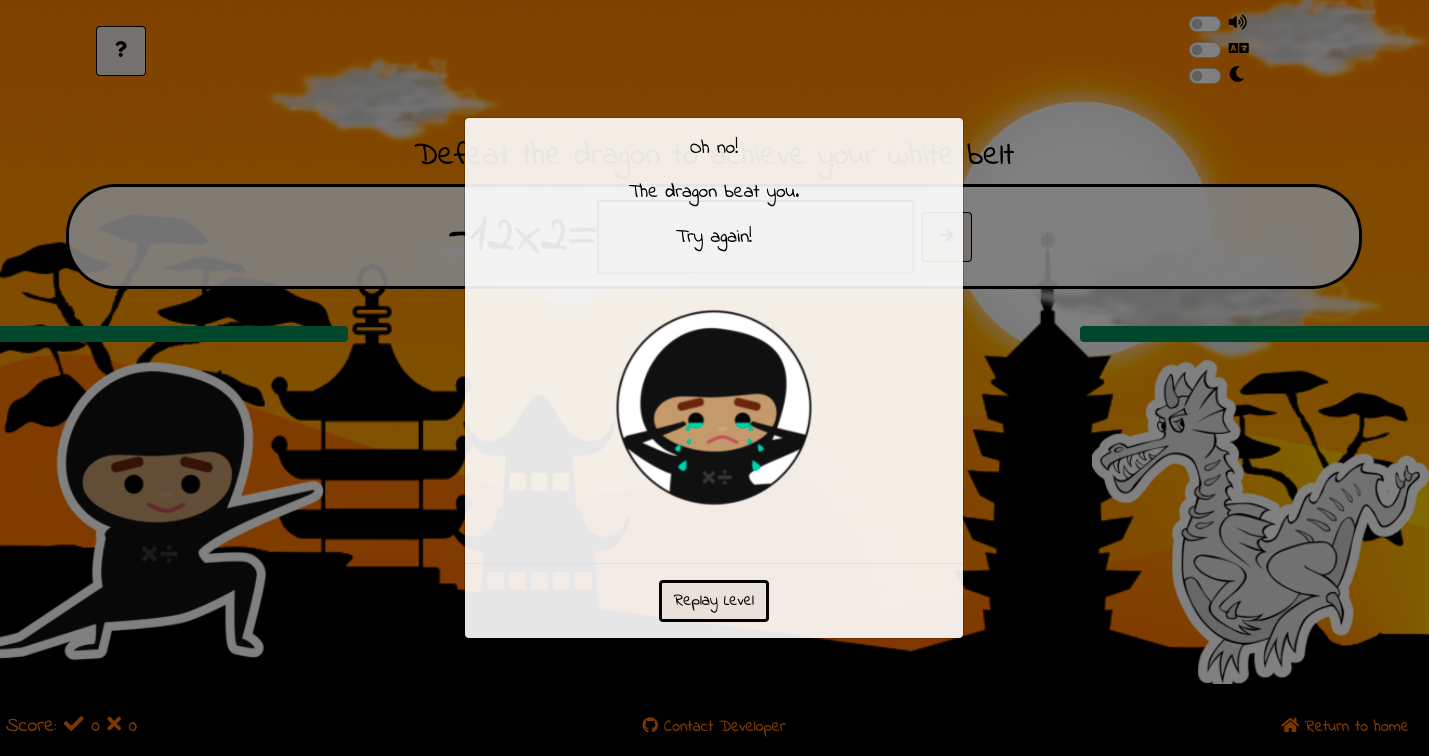 ?
Defeat the dragon to achieve your white belt
Oh no!
The dragon beat you.
-12x2=
Try again!
Replay Level
Score: 0 0
Contact Developer
Return to home